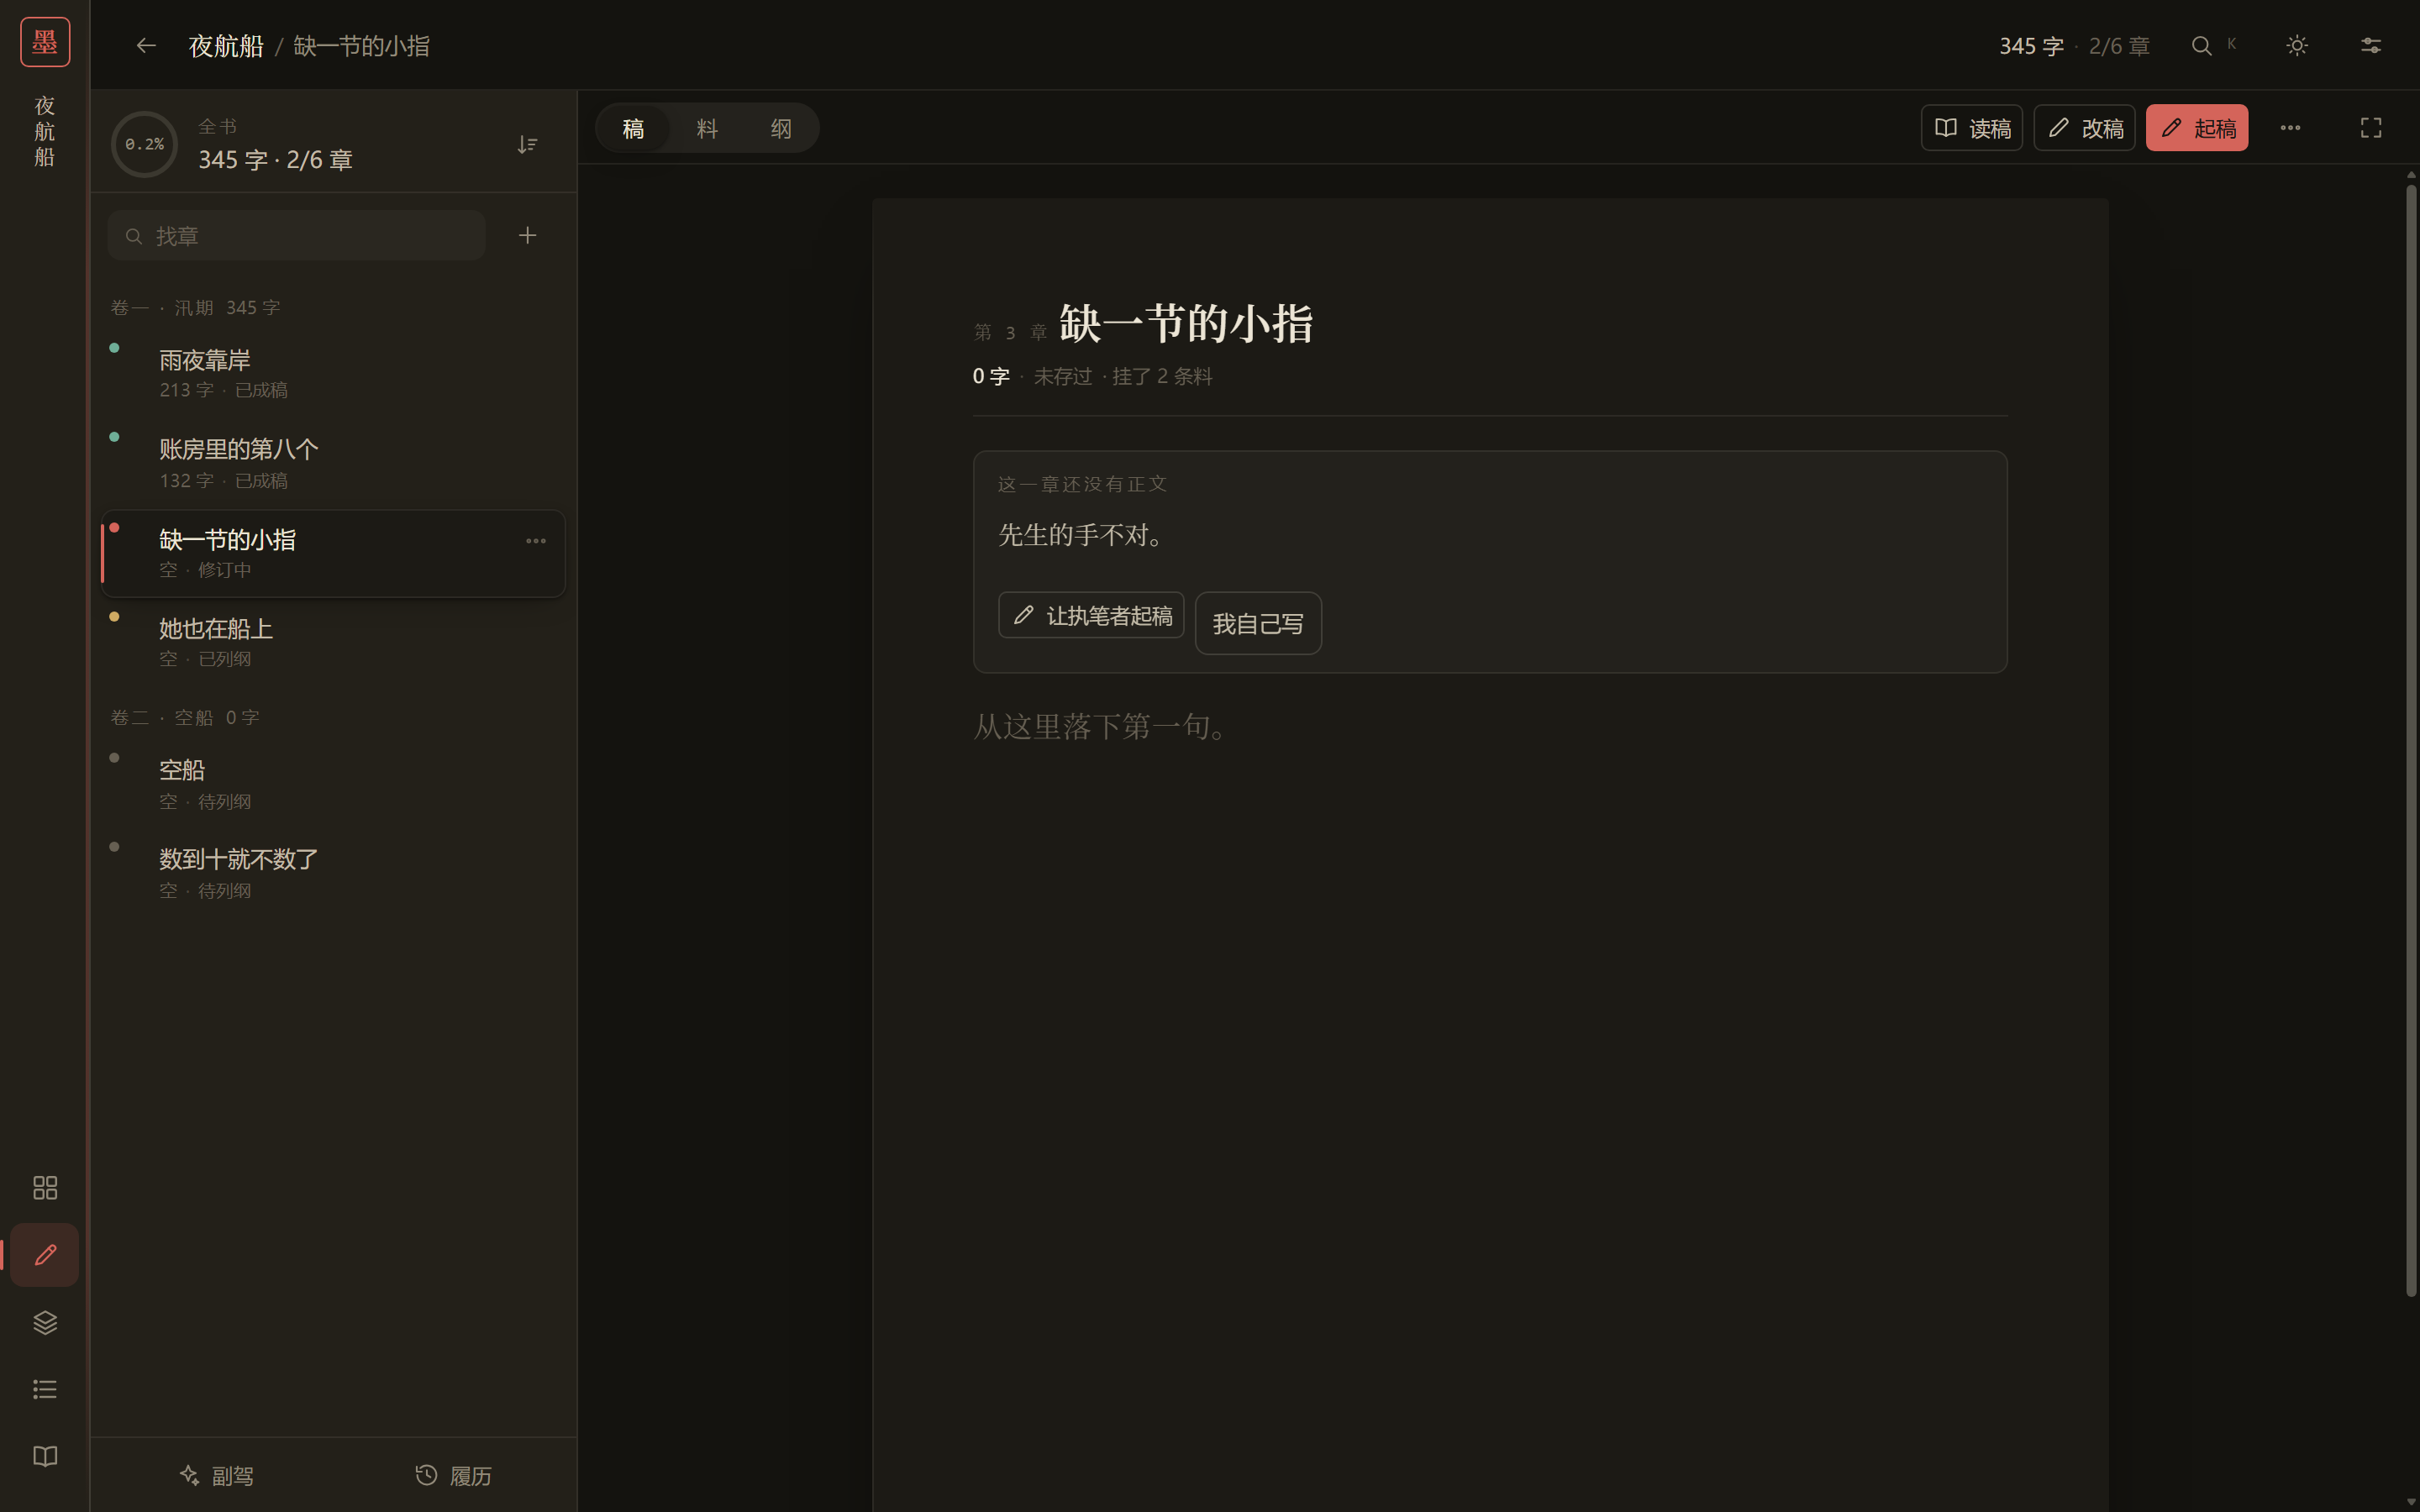 墨
夜航船
夜航船 / 缺一节的小指
345 字 · 2/6 章
K
0.2%
全书
345 字 · 2/6 章
找章
卷一 · 汛期 345 字
雨夜靠岸
213 字 · 已成稿
账房里的第八个
132 字 · 已成稿
缺一节的小指
空 · 修订中
她也在船上
空 · 已列纲
卷二 · 空船 0 字
空船
空 · 待列纲
数到十就不数了
空 · 待列纲
副驾
履历
稿 料 纲
读稿
改稿
起稿
第 3 章 缺一节的小指
0 字 · 未存过 · 挂了 2 条料
这一章还没有正文
先生的手不对。
让执笔者起稿
我自己写
从这里落下第一句。